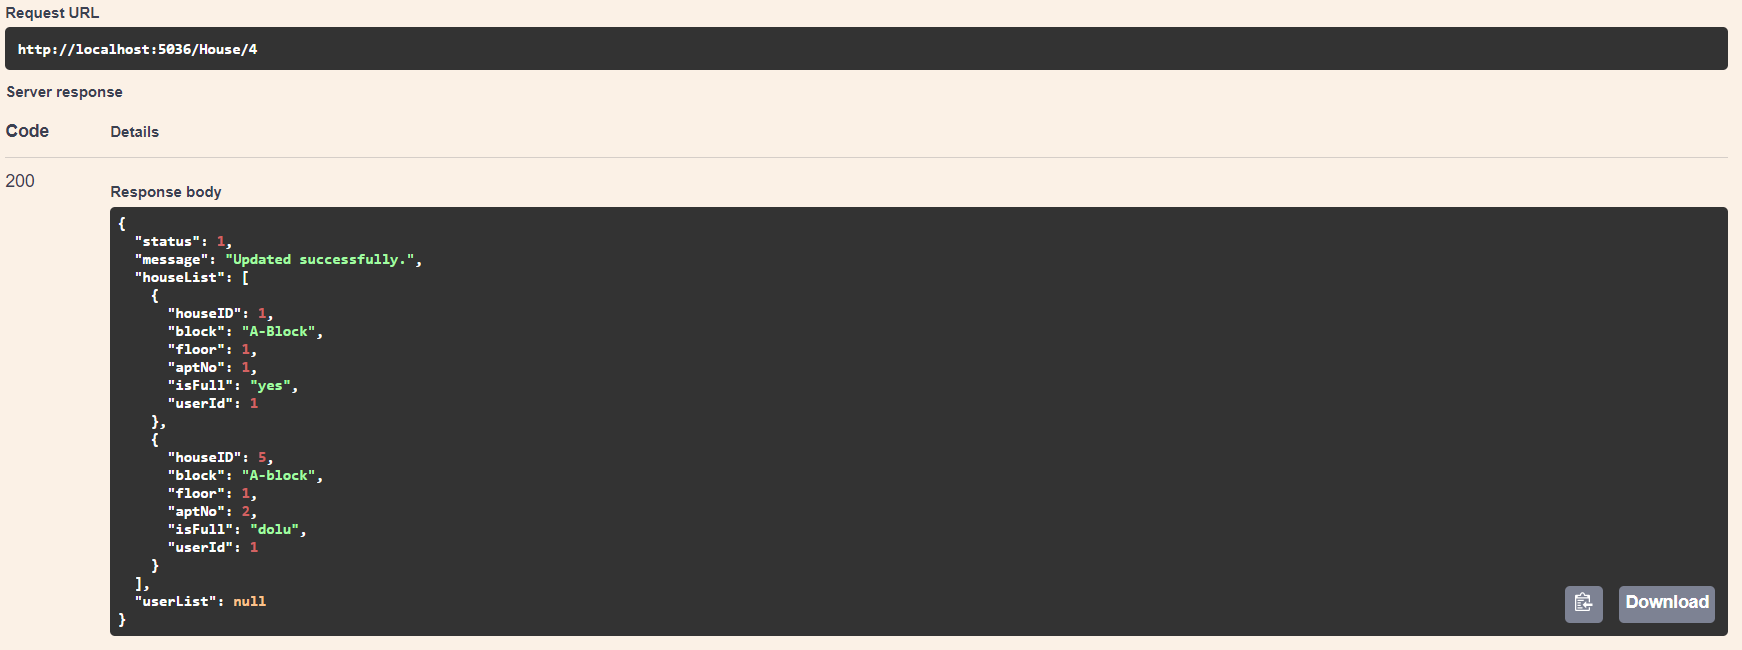 Request URL
http://localhost:5036/House/4
Server response
Code Details
200
Response body
{
  "status": 1,
  "message": "Updated successfully.",
  "houseList": [
    {
      "houseID": 1,
      "block": "A-Block",
      "floor": 1,
      "aptNo": 1,
      "isFull": "yes",
      "userId": 1
    },
    {
      "houseID": 5,
      "block": "A-block",
      "floor": 1,
      "aptNo": 2,
      "isFull": "dolu",
      "userId": 1
    }
  ],
  "userList": null
}
Download